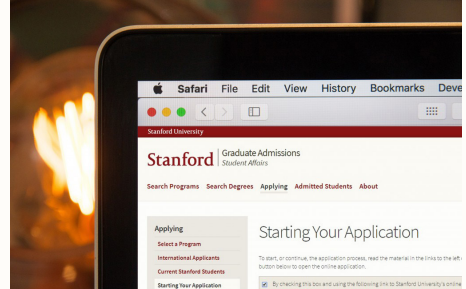 Safari File Edit View History Bookmarks Deve
Stanford University
Stanford Graduate Admissions
Student Affairs
Search Programs Search Degrees Applying Admitted Students About
Applying
Select a Program
International Applicants
Current Stanford Students
Starting Your Application
Starting Your Application
To start, or continue, the application process, read the material in the links to the left
button below to open the online application.
By checking this box and using the following link to Stanford University's online